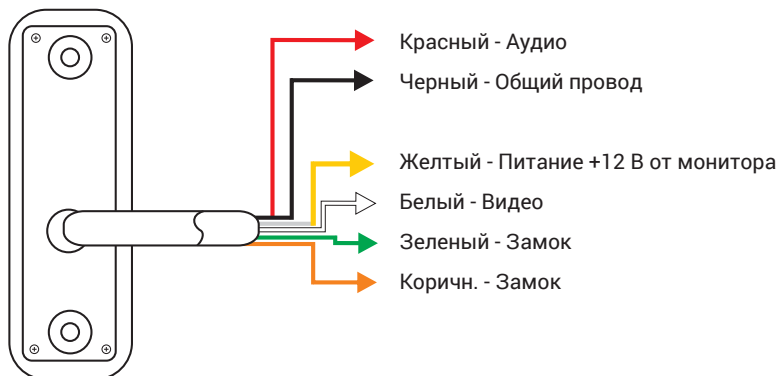 Красный - Аудио
Черный - Общий провод
Желтый - Питание +12 В от монитора
Белый - Видео
Зеленый - Замок
Коричн. - Замок